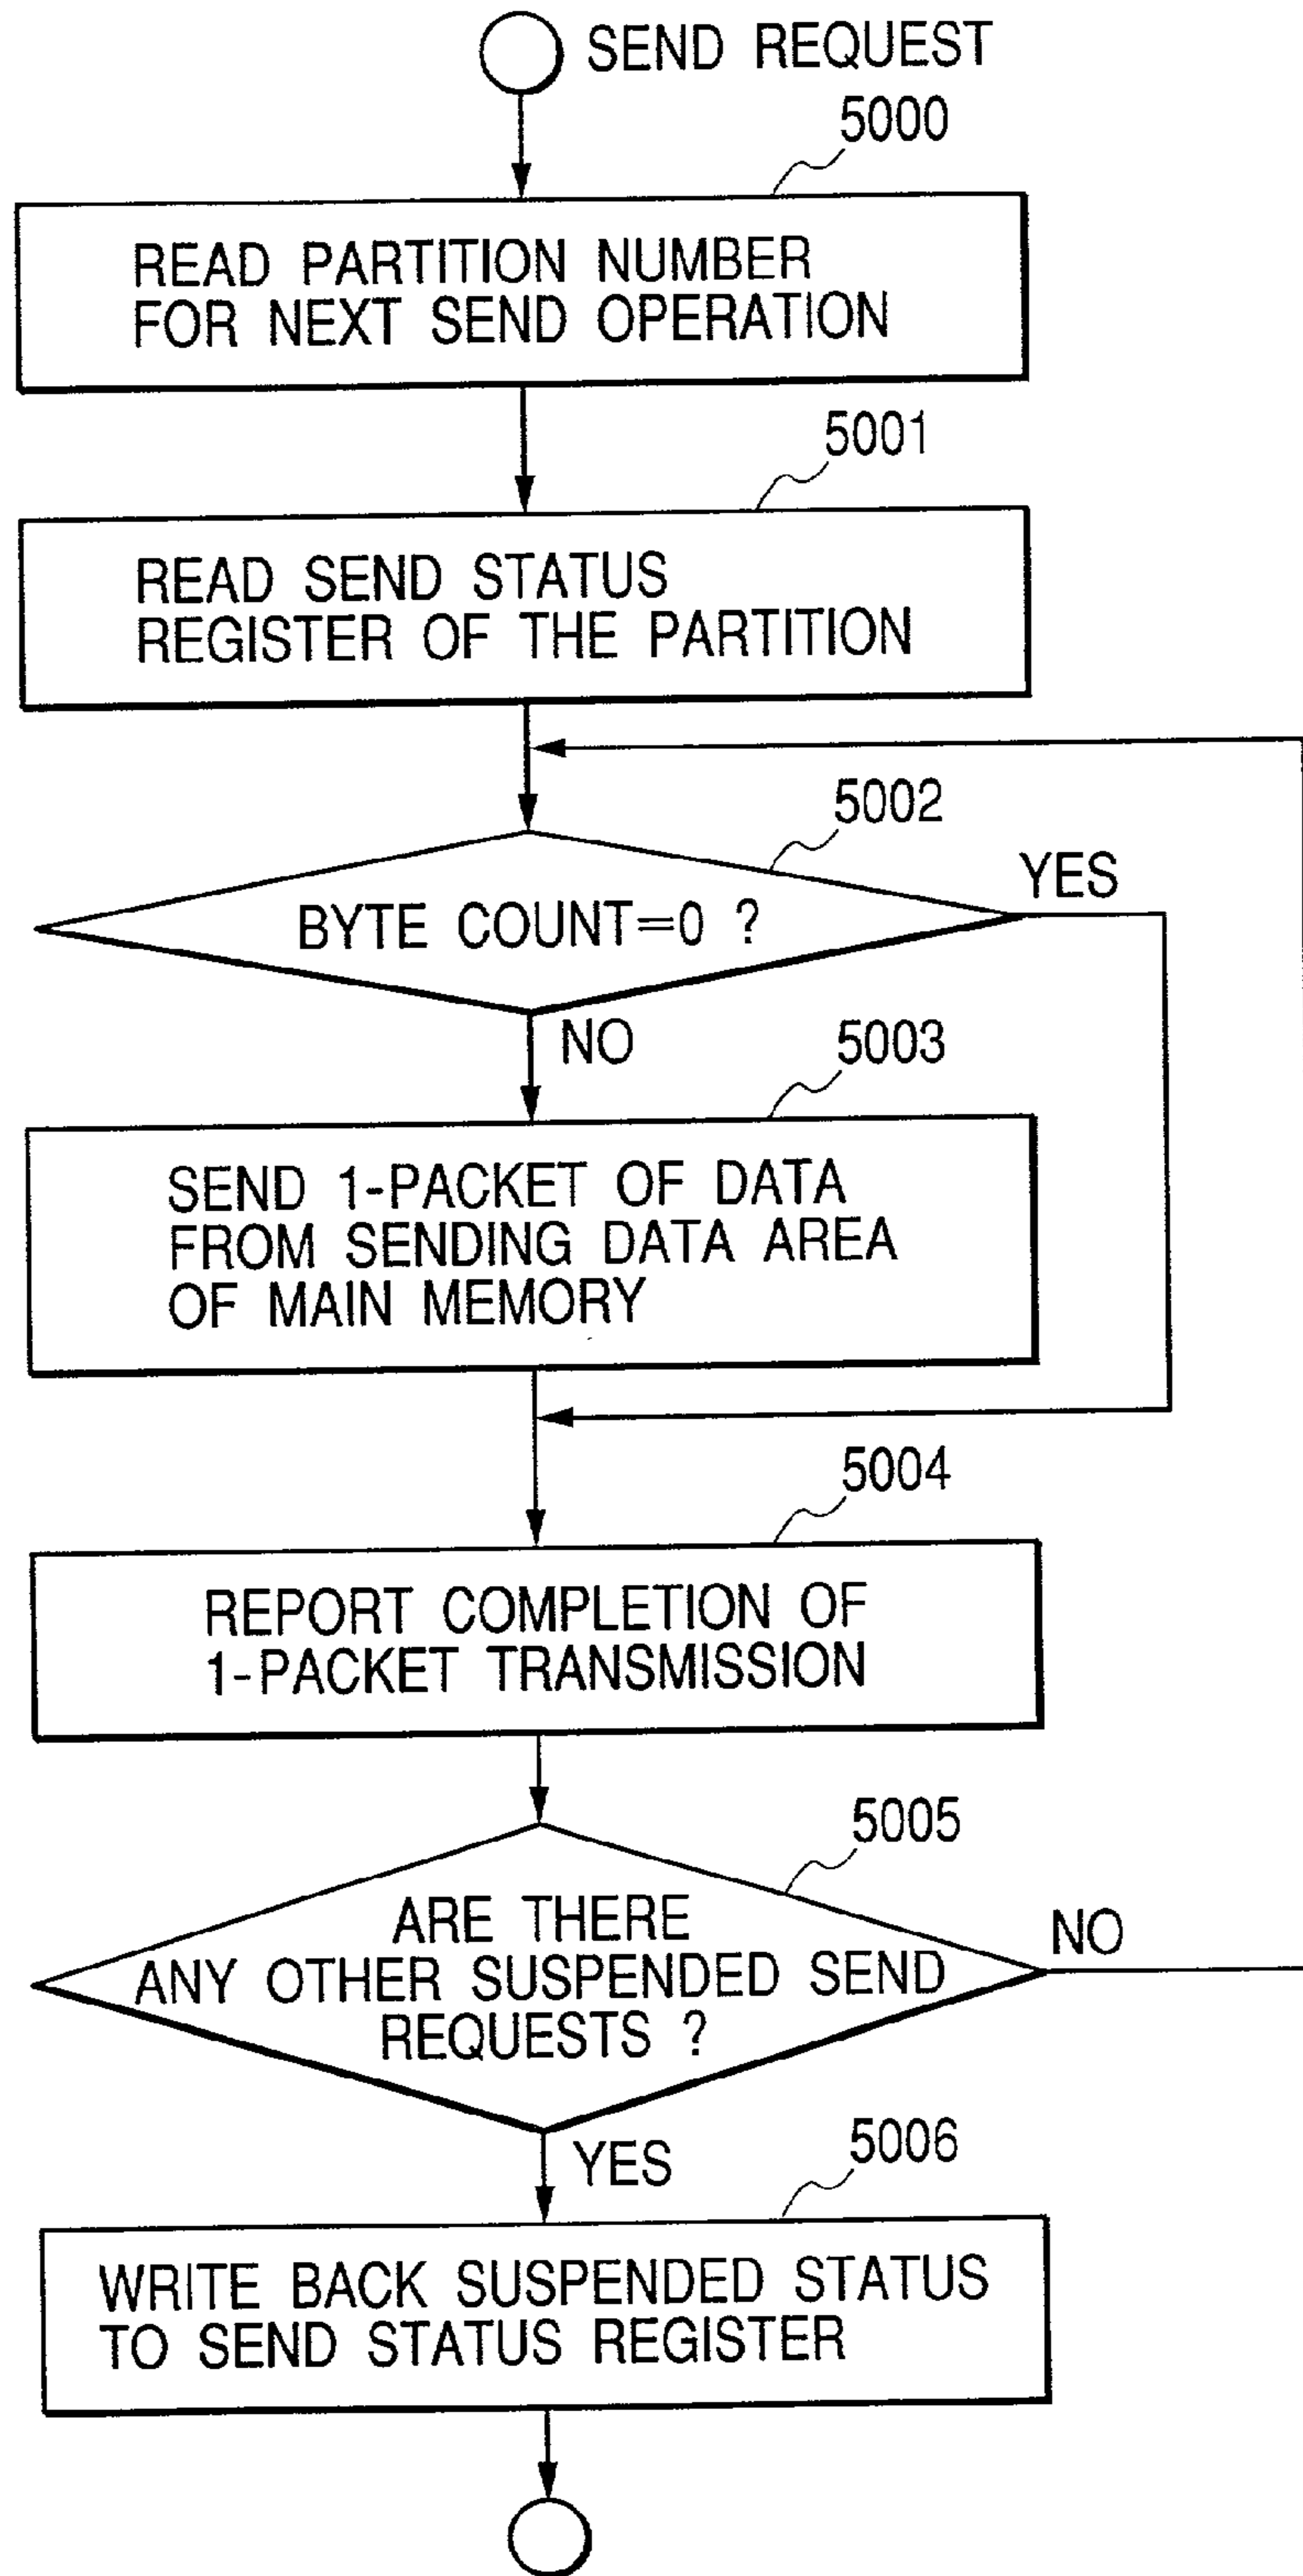 SEND REQUEST
5000
READ PARTITION NUMBER
FOR NEXT SEND OPERATION
5001
READ SEND STATUS
REGISTER OF THE PARTITION
5002
BYTE COUNT=0 ?
YES
NO
5003
SEND 1-PACKET OF DATA
FROM SENDING DATA AREA
OF MAIN MEMORY
5004
REPORT COMPLETION OF
1-PACKET TRANSMISSION
5005
ARE THERE
ANY OTHER SUSPENDED SEND
REQUESTS ?
NO
YES
5006
WRITE BACK SUSPENDED STATUS
TO SEND STATUS REGISTER